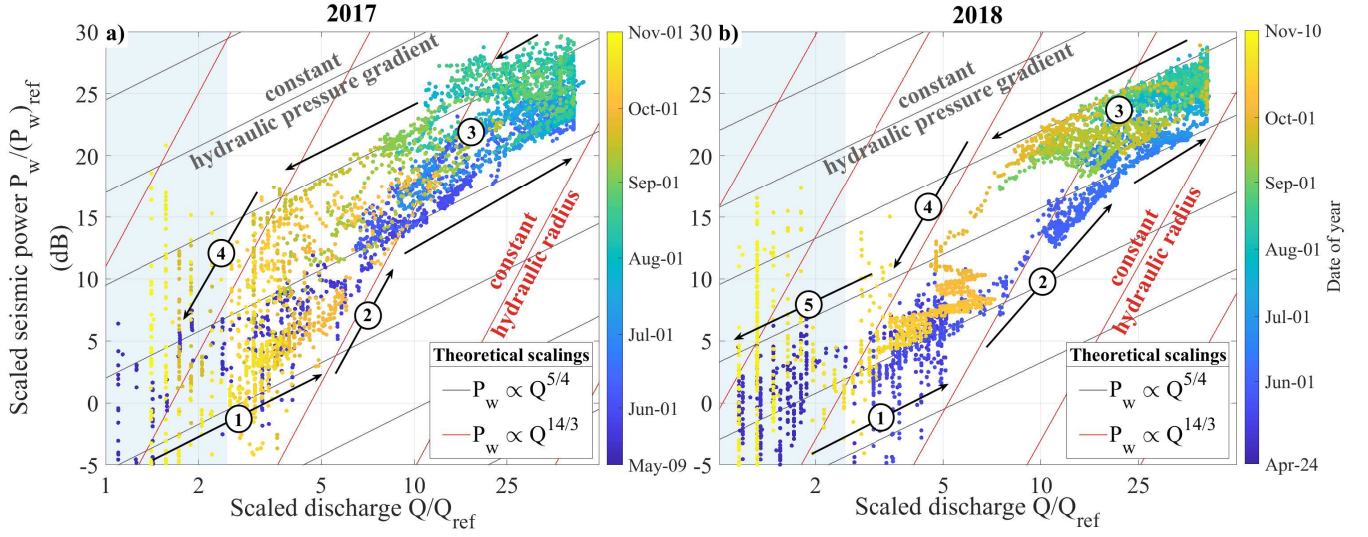 2017
a)
30
25
20
15
10
5
0
-5
Scaled seismic power P_w/(P_w)_ref
(dB)
constant
hydraulic pressure gradient
constant
hydraulic radius
1
2
3
4
Theoretical scalings
P_w ∝ Q^5/4
P_w ∝ Q^14/3
1
2
5
10
25
Scaled discharge Q/Q_ref
Nov-01
Oct-01
Sep-01
Aug-01
Jul-01
Jun-01
May-09
2018
b)
30
25
20
15
10
5
0
-5
constant
hydraulic pressure gradient
constant
hydraulic radius
1
2
3
4
5
Theoretical scalings
P_w ∝ Q^5/4
P_w ∝ Q^14/3
2
5
10
25
Scaled discharge Q/Q_ref
Nov-10
Oct-01
Sep-01
Aug-01
Jul-01
Jun-01
Apr-24
Date of year